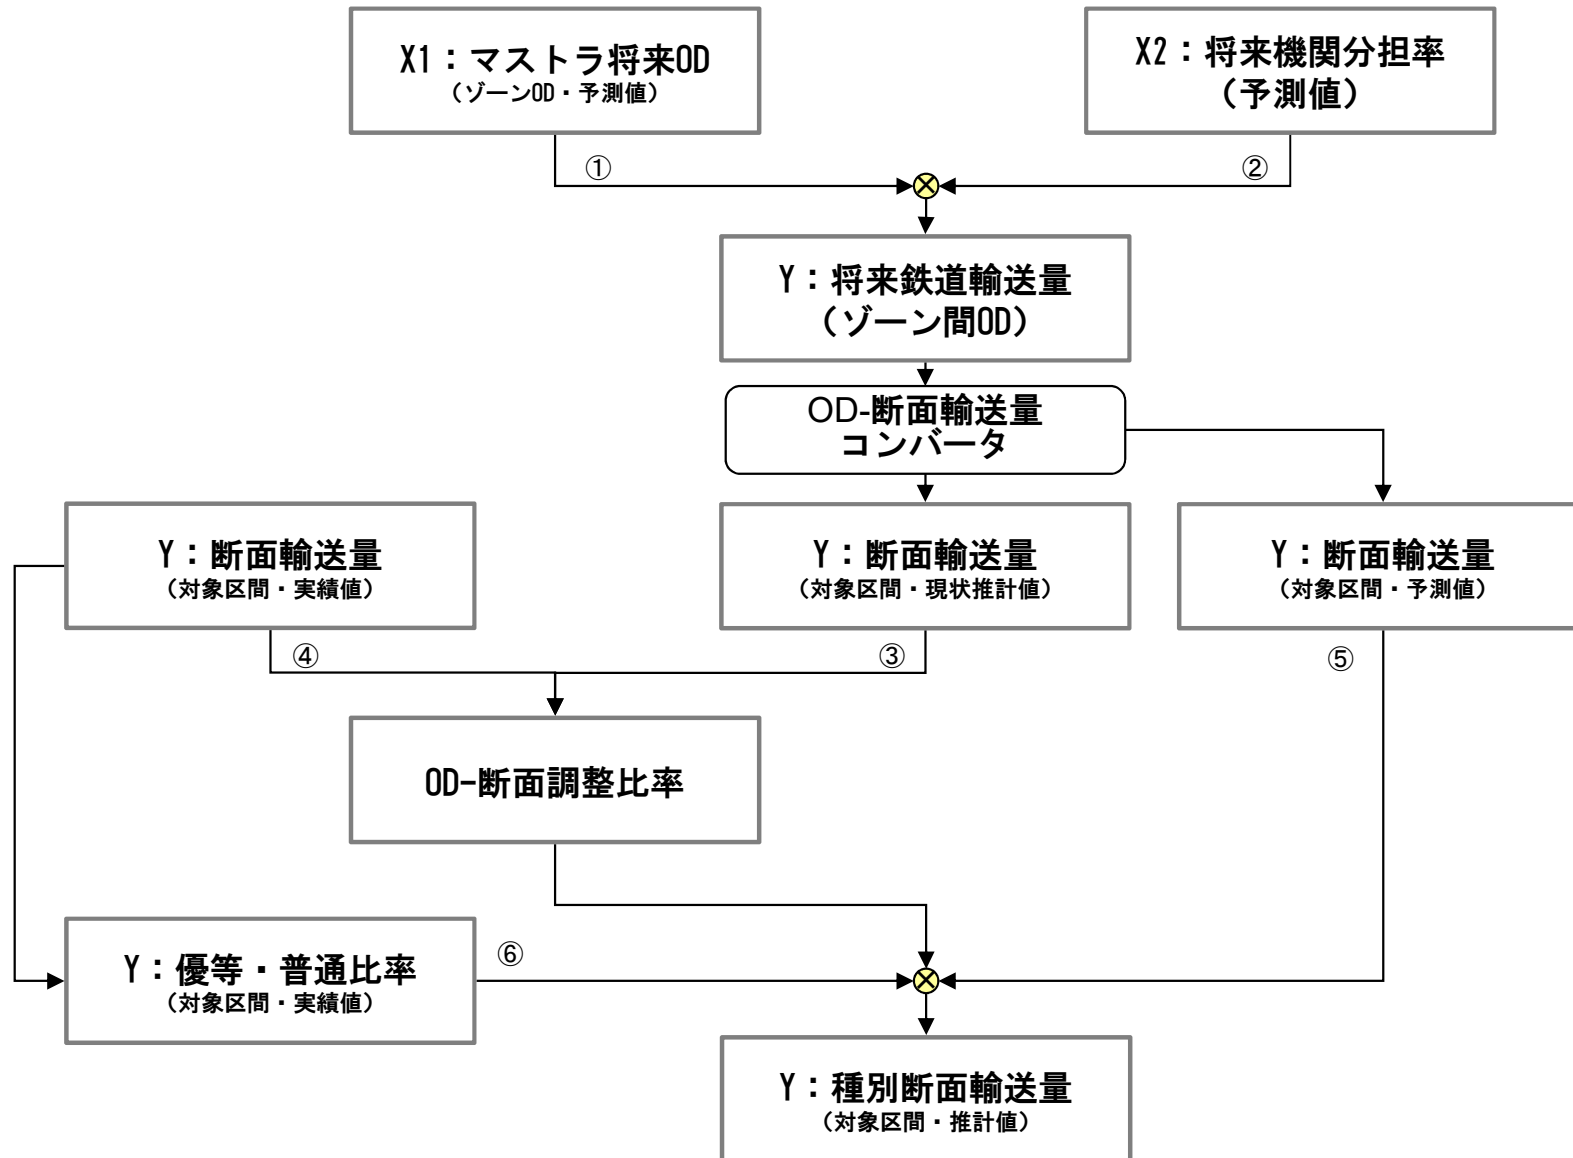 X1：マストラ将来OD
（ゾーンOD・予測値）
X2：将来機関分担率
（予測値）
①
②
Y：将来鉄道輸送量
（ゾーン間OD）
OD-断面輸送量
コンバータ
Y：断面輸送量
（対象区間・実績値）
Y：断面輸送量
（対象区間・現状推計値）
Y：断面輸送量
（対象区間・予測値）
④
③
⑤
OD-断面調整比率
Y：優等・普通比率
（対象区間・実績値）
⑥
Y：種別断面輸送量
（対象区間・推計値）